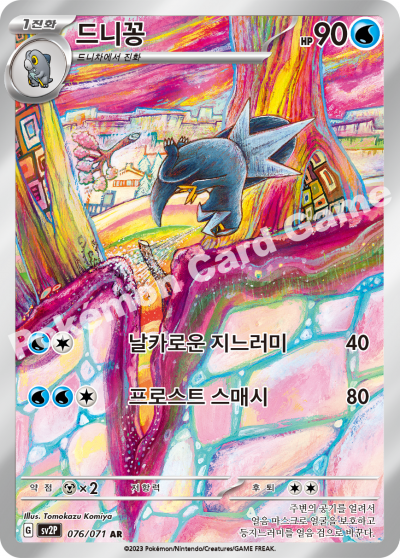 1진화
드니꽁
HP 90
드니차에서 진화
Pokémon Card Game
날카로운 지느러미 40
프로스트 스매시 80
약점 ×2 저항력 후퇴
Illus. Tomokazu Komiya
G sv2P 076/071 AR
주변의 공기를 얼려서
얼음 마스크로 얼굴을 보호하고
등지느러미를 얼음 검으로 바꾼다.
©2023 Pokémon/Nintendo/Creatures/GAME FREAK.